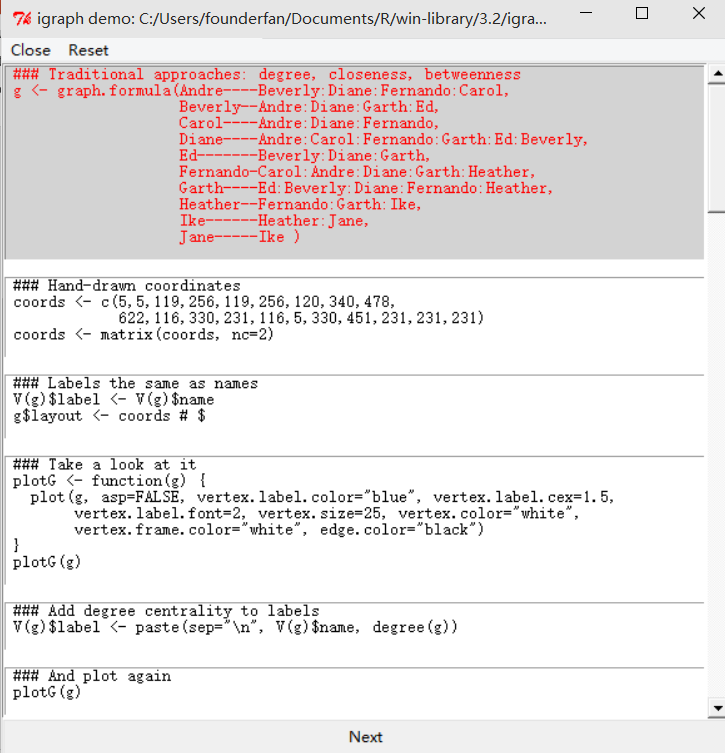 igraph demo: C:/Users/founderfan/Documents/R/win-library/3.2/igra...
Close Reset
### Traditional approaches: degree, closeness, betweenness
g <- graph.formula(Andre----Beverly:Diane:Fernando:Carol,
                   Beverly--Andre:Diane:Garth:Ed,
                   Carol----Andre:Diane:Fernando,
                   Diane----Andre:Carol:Fernando:Garth:Ed:Beverly,
                   Ed-------Beverly:Diane:Garth,
                   Fernando-Carol:Andre:Diane:Garth:Heather,
                   Garth----Ed:Beverly:Diane:Fernando:Heather,
                   Heather--Fernando:Garth:Ike,
                   Ike------Heather:Jane,
                   Jane-----Ike )
### Hand-drawn coordinates
coords <- c(5,5,119,256,119,256,120,340,478,
            622,116,330,231,116,5,330,451,231,231,231)
coords <- matrix(coords, nc=2)
### Labels the same as names
V(g)$label <- V(g)$name
g$layout <- coords # $
### Take a look at it
plotG <- function(g) {
  plot(g, asp=FALSE, vertex.label.color="blue", vertex.label.cex=1.5,
       vertex.label.font=2, vertex.size=25, vertex.color="white",
       vertex.frame.color="white", edge.color="black")
}
plotG(g)
### Add degree centrality to labels
V(g)$label <- paste(sep="\n", V(g)$name, degree(g))
### And plot again
plotG(g)
Next